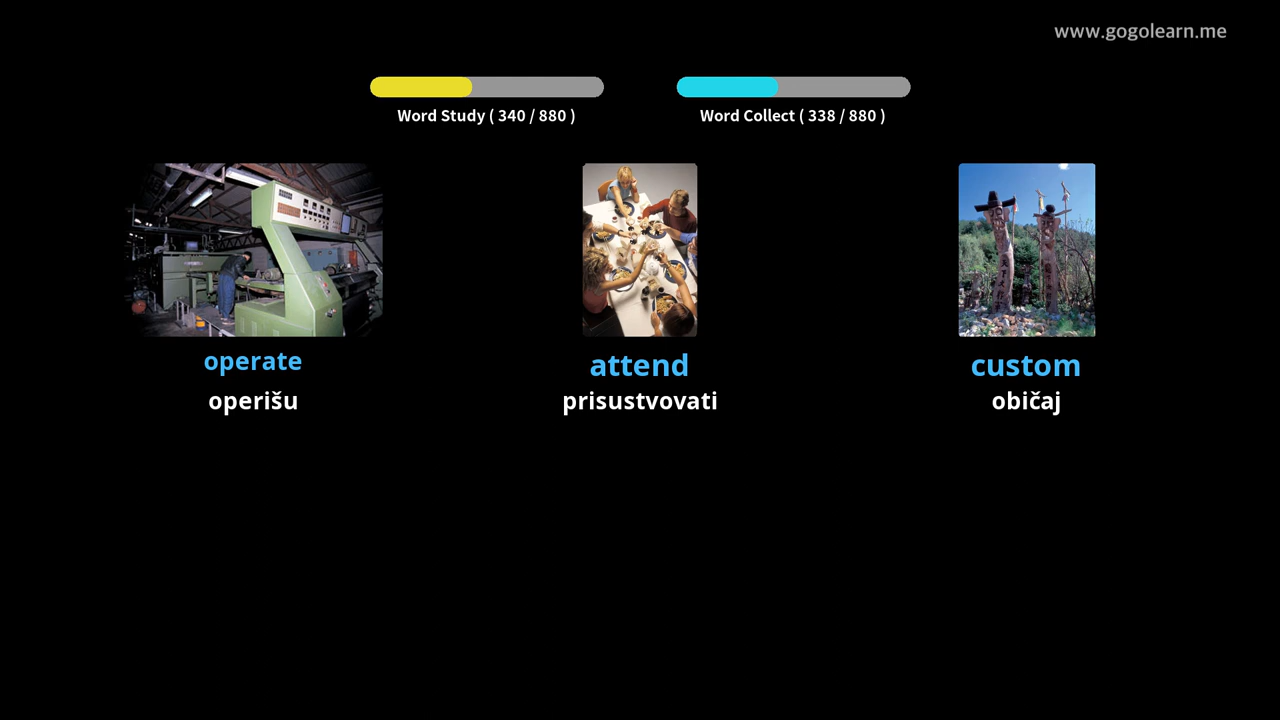 www.gogolearn.me
Word Study ( 340 / 880 )
Word Collect ( 338 / 880 )
operate
attend
custom
operišu
prisustvovati
običaj